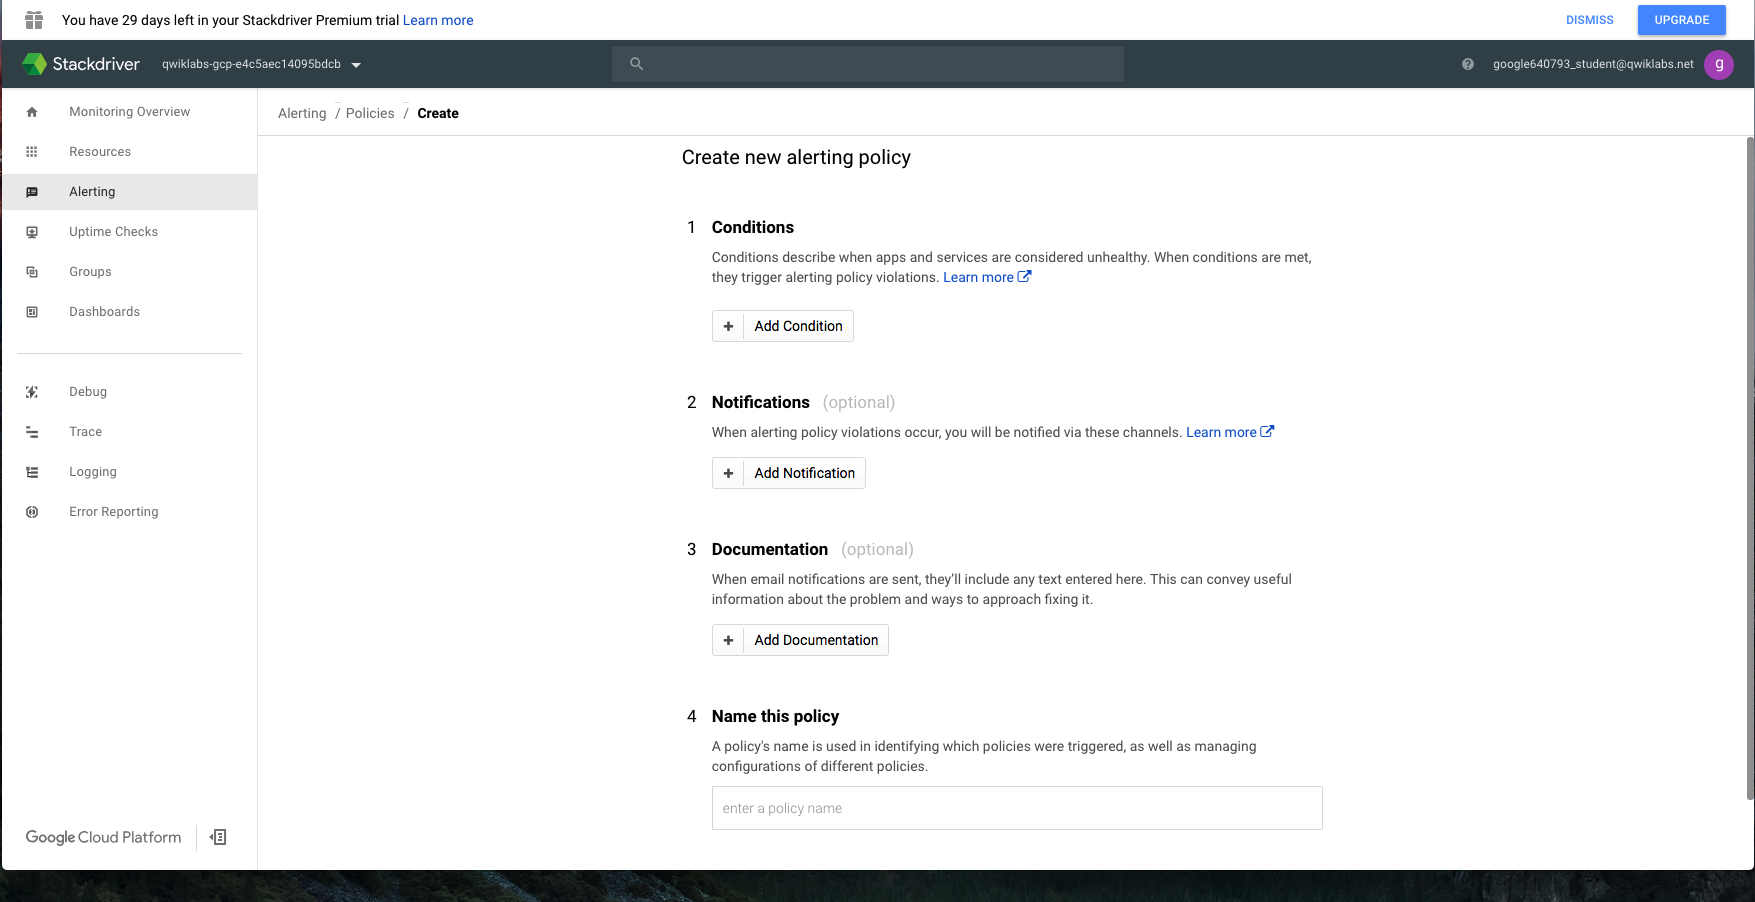 You have 29 days left in your Stackdriver Premium trial Learn more
DISMISS
UPGRADE
Stackdriver
qwiklabs-gcp-e4c5aec14095bdcb
google640793_student@qwiklabs.net
g
Monitoring Overview
Resources
Alerting
Uptime Checks
Groups
Dashboards
Debug
Trace
Logging
Error Reporting
Google Cloud Platform
Alerting / Policies / Create
Create new alerting policy
1 Conditions
Conditions describe when apps and services are considered unhealthy. When conditions are met,
they trigger alerting policy violations. Learn more
+ Add Condition
2 Notifications (optional)
When alerting policy violations occur, you will be notified via these channels. Learn more
+ Add Notification
3 Documentation (optional)
When email notifications are sent, they'll include any text entered here. This can convey useful
information about the problem and ways to approach fixing it.
+ Add Documentation
4 Name this policy
A policy's name is used in identifying which policies were triggered, as well as managing
configurations of different policies.
enter a policy name